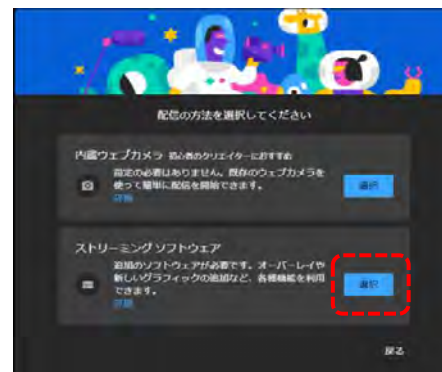 配信の方法を選択してください
内蔵ウェブカメラ 初心者のクリエイターにおすすめ
設定の必要はありません。既存のウェブカメラを
使って簡単に配信を開始できます。
詳細
選択
ストリーミングソフトウェア
追加のソフトウェアが必要です。オーバーレイや
新しいグラフィックの追加など、各種機能を利用
できます。
詳細
選択
戻る